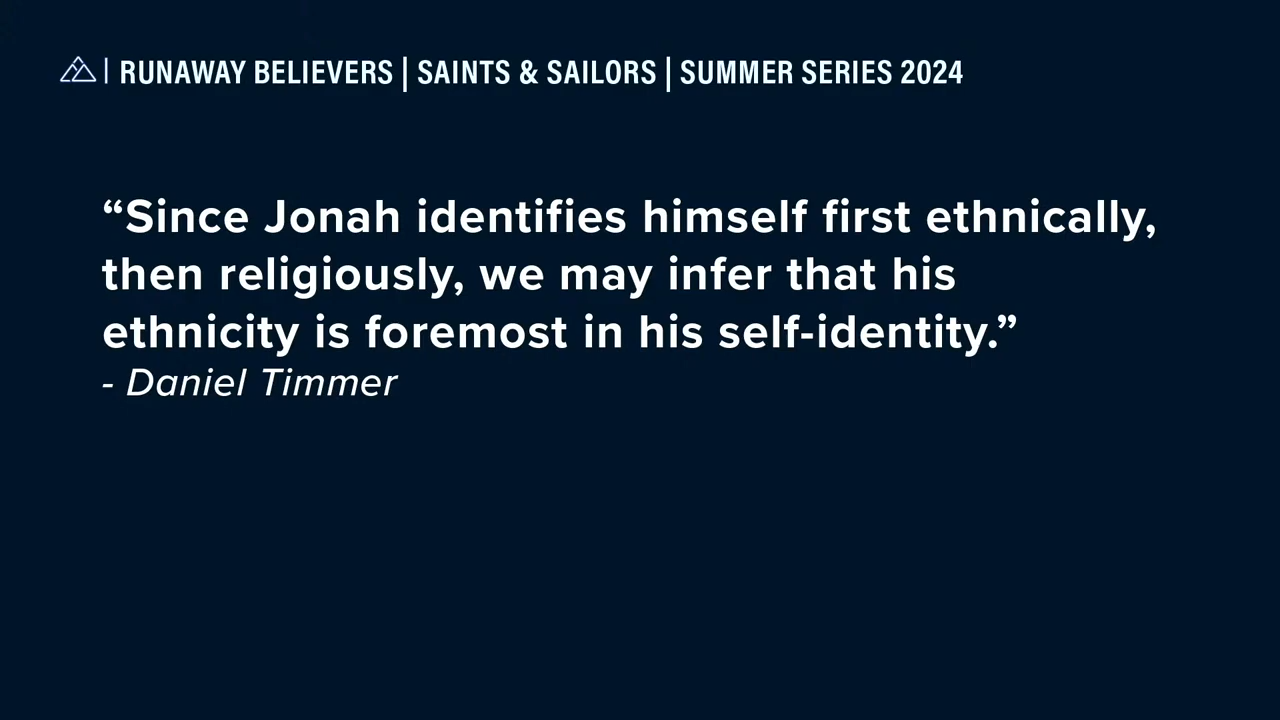 | RUNAWAY BELIEVERS | SAINTS & SAILORS | SUMMER SERIES 2024
“Since Jonah identifies himself first ethnically,
then religiously, we may infer that his
ethnicity is foremost in his self-identity.”
- Daniel Timmer